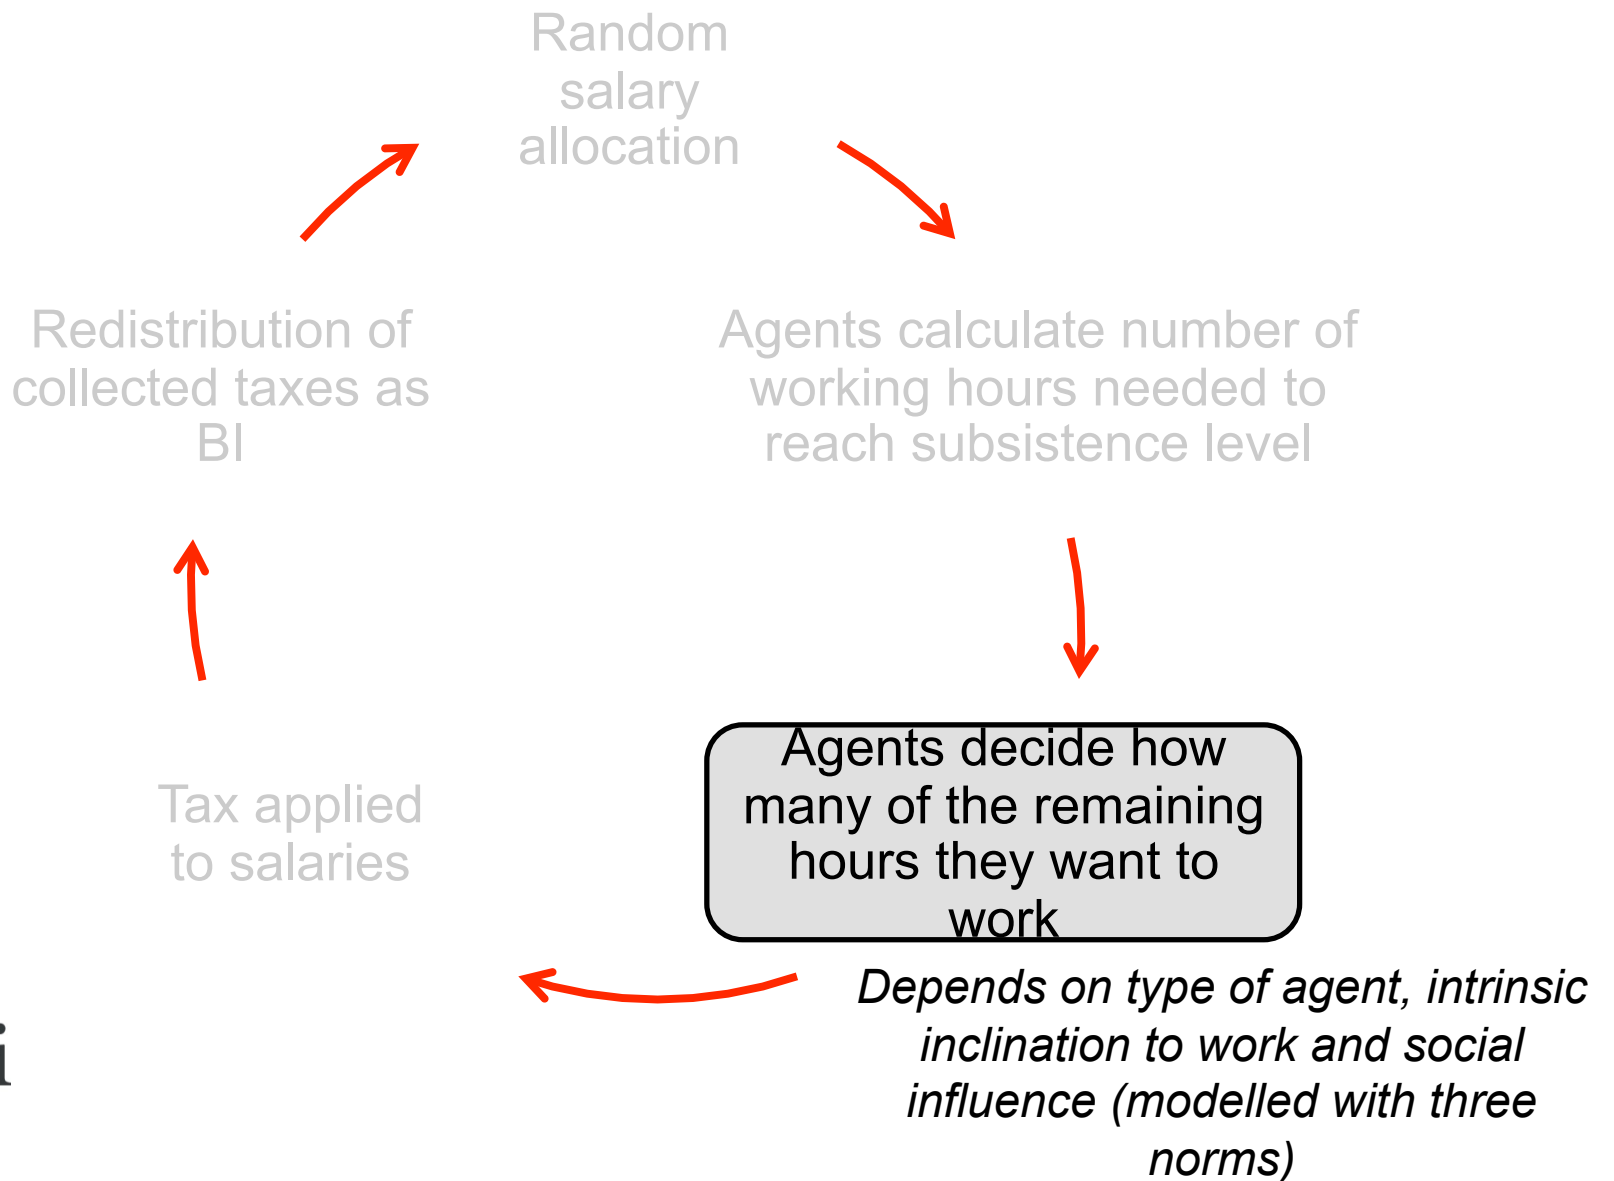 Random
salary
allocation
Redistribution of
collected taxes as
BI
Agents calculate number of
working hours needed to
reach subsistence level
Agents decide how
many of the remaining
hours they want to
work
Tax applied
to salaries
Depends on type of agent, intrinsic
inclination to work and social
influence (modelled with three
norms)
i